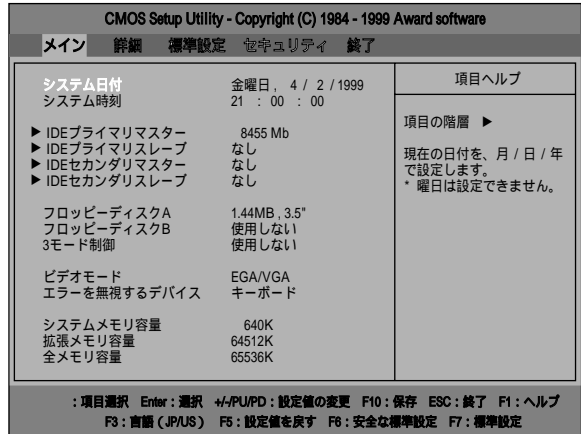 CMOS Setup Utility - Copyright (C) 1984 - 1999 Award software
メイン 詳細 標準設定 セキュリティ 終了
システム日付 金曜日, 4 / 2 / 1999
システム時刻 21 : 00 : 00
▶ IDEプライマリマスター 8455 Mb
▶ IDEプライマリスレーブ なし
▶ IDEセカンダリマスター なし
▶ IDEセカンダリスレーブ なし
フロッピーディスクA 1.44MB , 3.5"
フロッピーディスクB 使用しない
3モード制御 使用しない
ビデオモード EGA/VGA
エラーを無視するデバイス キーボード
システムメモリ容量 640K
拡張メモリ容量 64512K
全メモリ容量 65536K
項目ヘルプ
項目の階層 ▶
現在の日付を、月 / 日 / 年
で設定します。
* 曜日は設定できません。
: 項目選択 Enter : 選択 +/-/PU/PD : 設定値の変更 F10 : 保存 ESC : 終了 F1 : ヘルプ
F3 : 言語 ( JP/US ) F5 : 設定値を戻す F6 : 安全な標準設定 F7 : 標準設定